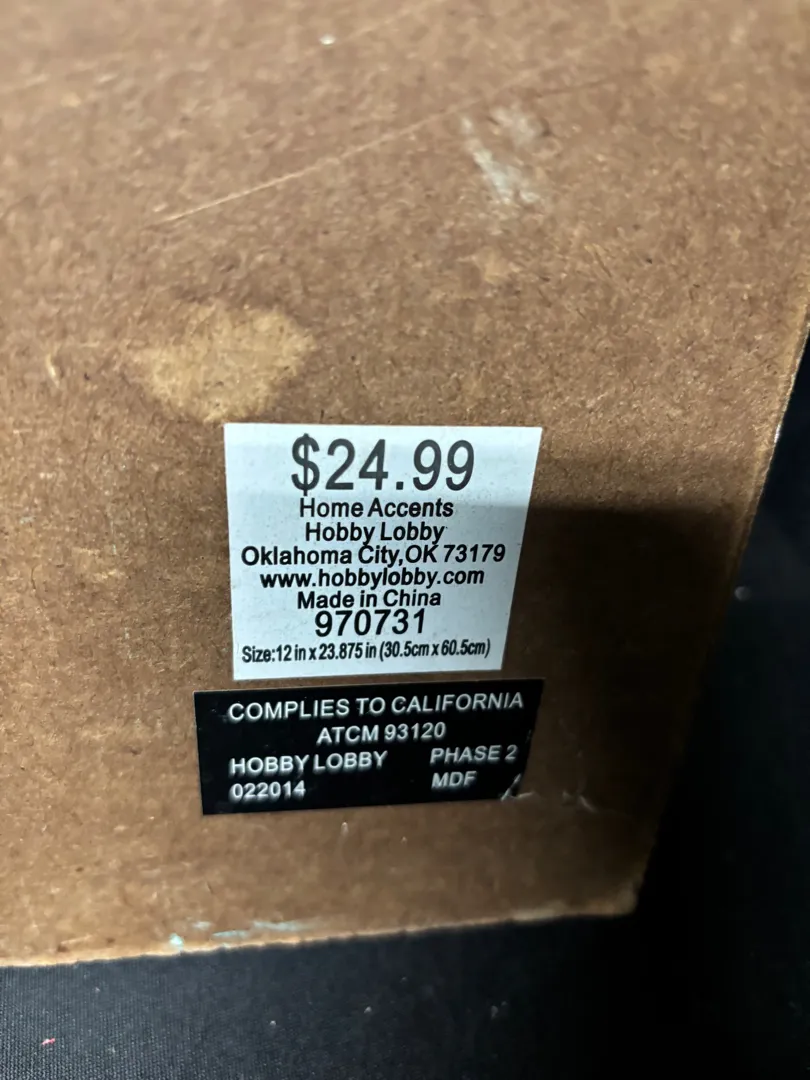 $24.99
Home Accents
Hobby Lobby
Oklahoma City,OK 73179
www.hobbylobby.com
Made in China
970731
Size:12 in x 23.875 in (30.5cm x 60.5cm)
COMPLIES TO CALIFORNIA
ATCM 93120
HOBBY LOBBY PHASE 2
022014 MDF